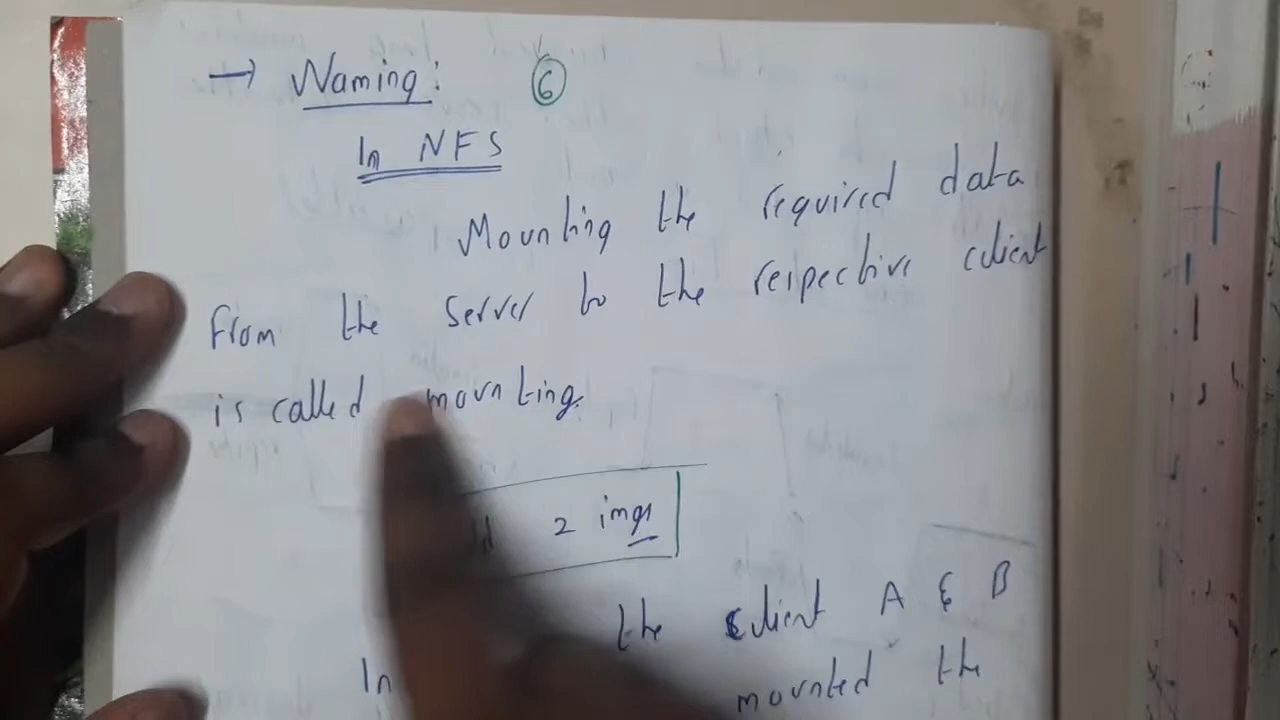 → Naming: 6
In NFS
Mounting the required data
from the server to the respective client
is called mounting.
2 imgs
the client A & B
In mounted the